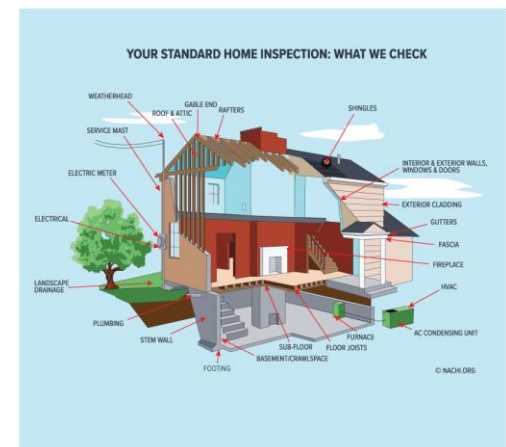 YOUR STANDARD HOME INSPECTION: WHAT WE CHECK
WEATHERHEAD
GABLE END
ROOF & ATTIC
RAFTERS
SHINGLES
SERVICE MAST
ELECTRIC METER
INTERIOR & EXTERIOR WALLS,
WINDOWS & DOORS
EXTERIOR CLADDING
ELECTRICAL
GUTTERS
FASCIA
FIREPLACE
LANDSCAPE
DRAINAGE
HVAC
PLUMBING
STEM WALL
SUB-FLOOR
FLOOR JOISTS
FURNACE
AC CONDENSING UNIT
BASEMENT/CRAWLSPACE
FOOTING
© NACHI.ORG